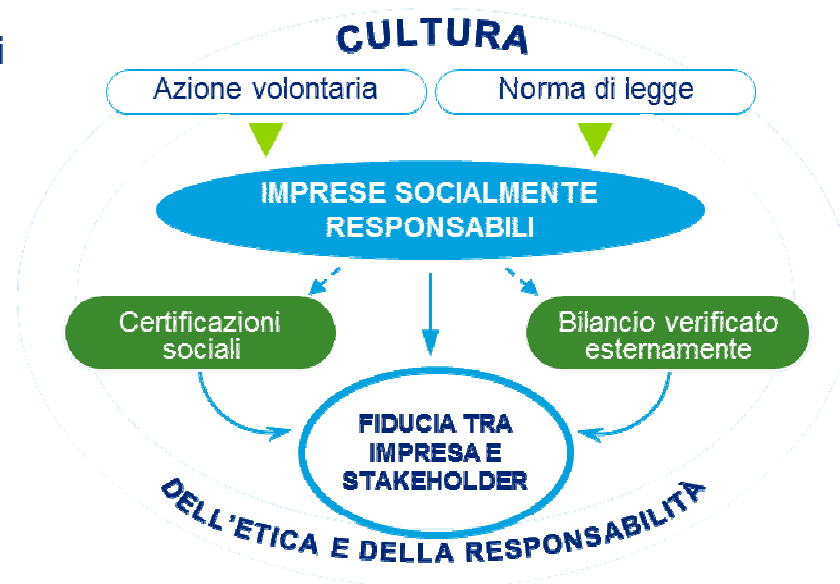 i
CULTURA
Azione volontaria
Norma di legge
IMPRESE SOCIALMENTE
RESPONSABILI
Certificazioni
sociali
Bilancio verificato
esternamente
FIDUCIA TRA
IMPRESA E
STAKEHOLDER
DELL'ETICA E DELLA RESPONSABILITÀ